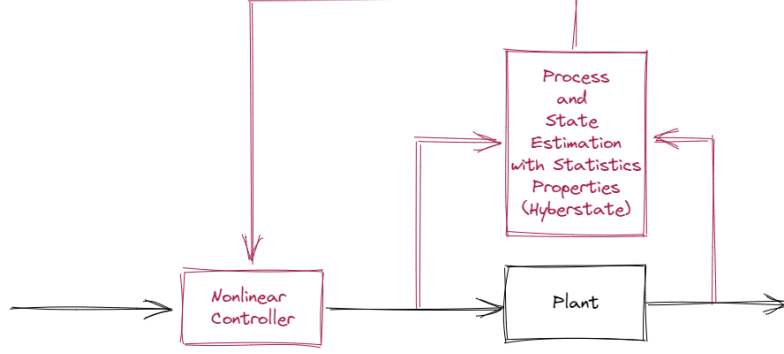 Process
and
State
Estimation
with Statistics
Properties
(Hyberstate)
Nonlinear
Controller
Plant